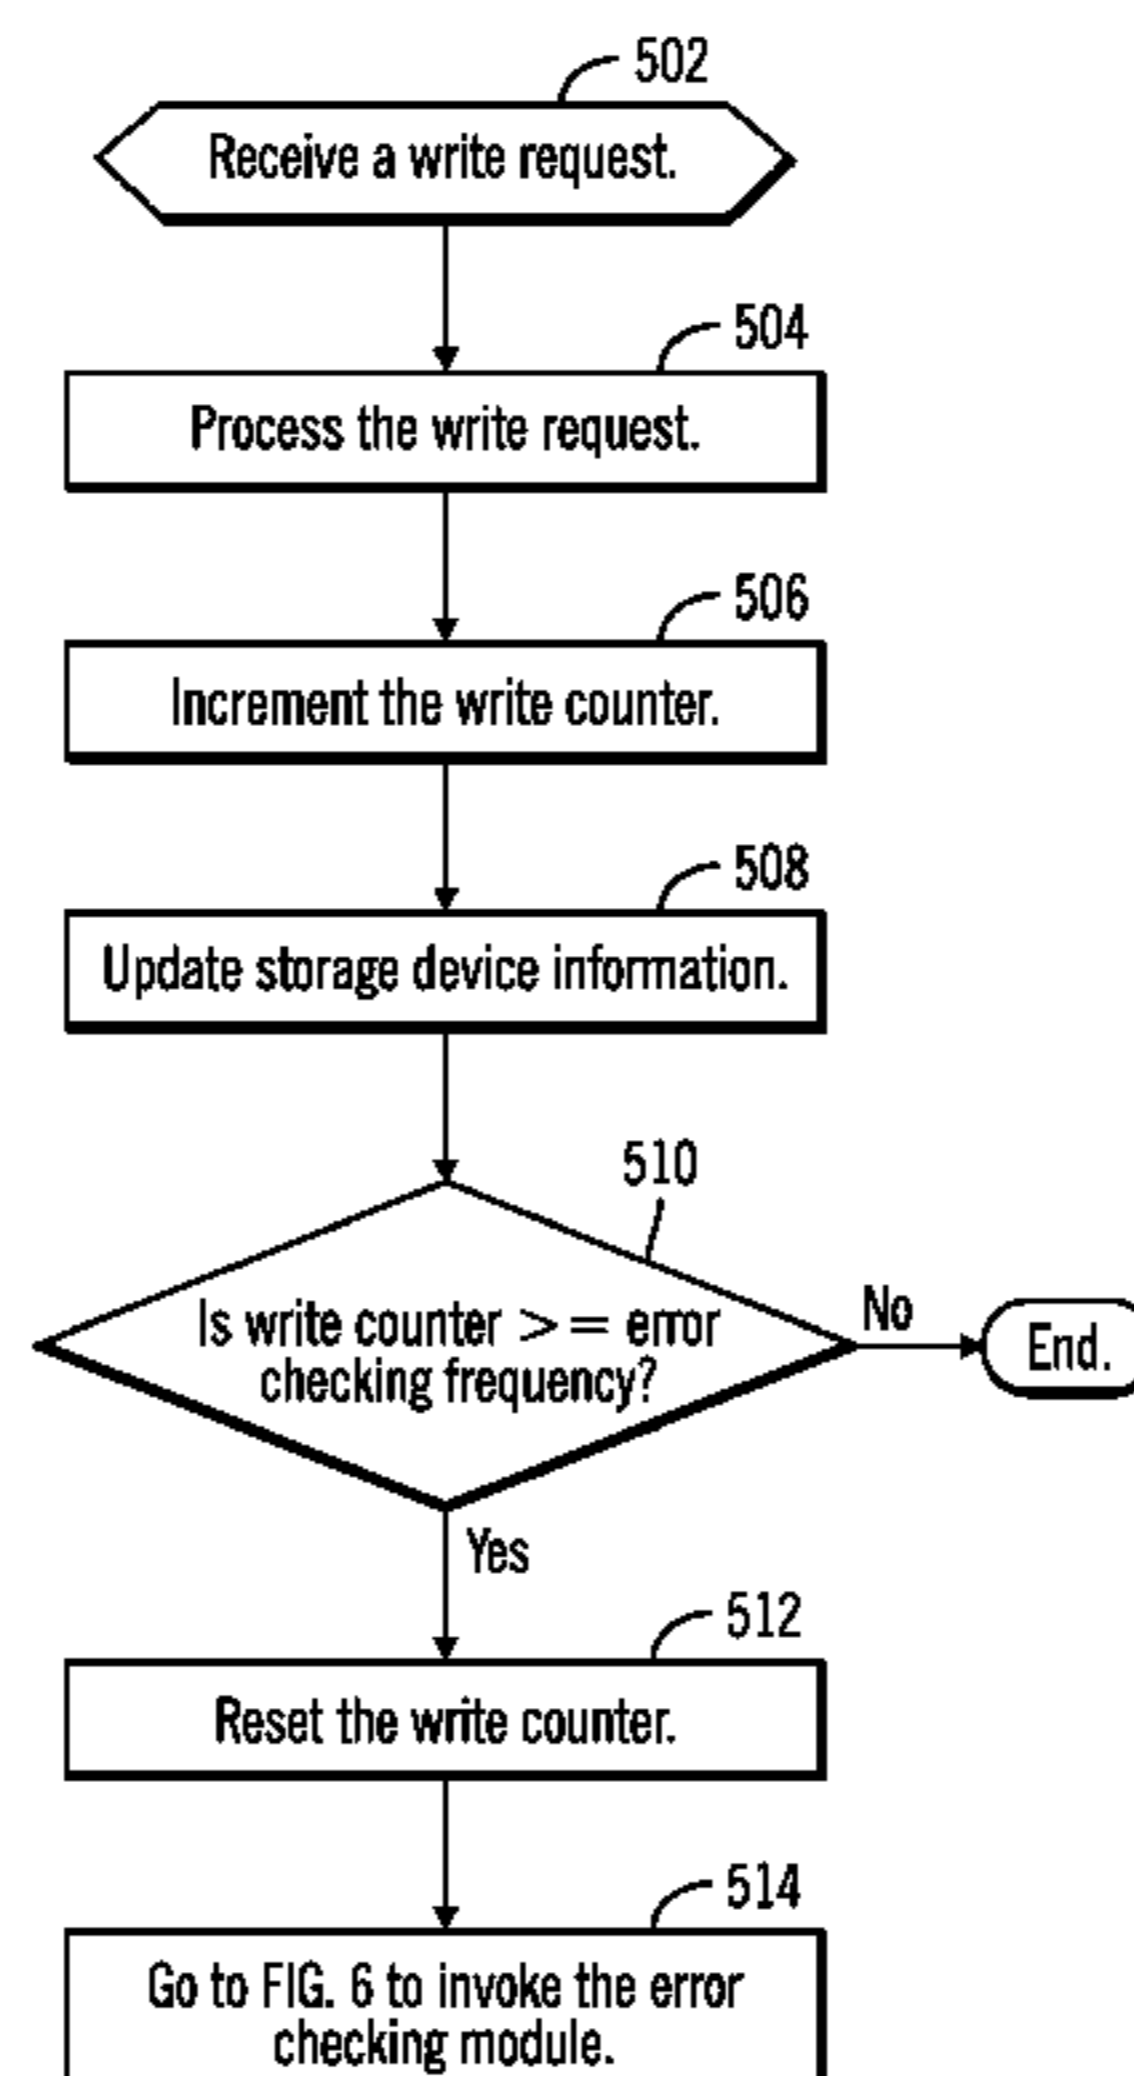 502
Receive a write request.
504
Process the write request.
506
Increment the write counter.
508
Update storage device information.
510
Is write counter >= error
checking frequency?
No
End.
Yes
512
Reset the write counter.
514
Go to FIG. 6 to invoke the error
checking module.